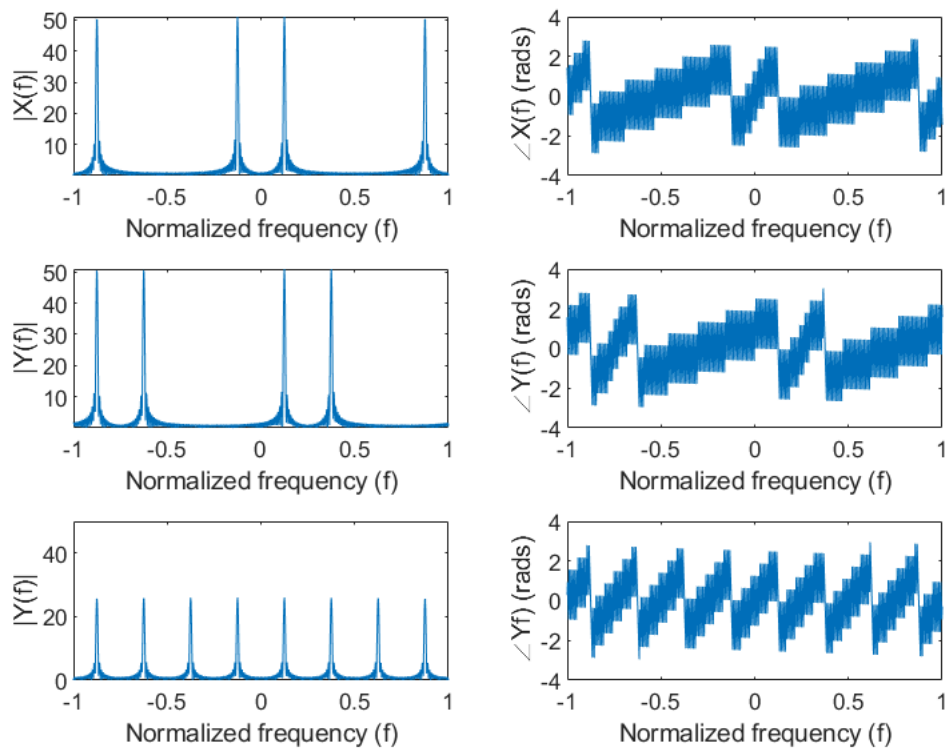 |X(f)|
50
40
30
20
10
-1 -0.5 0 0.5 1
Normalized frequency (f)
∠X(f) (rads)
4
2
0
-2
-4
-1 -0.5 0 0.5 1
Normalized frequency (f)
|Y(f)|
50
40
30
20
10
-1 -0.5 0 0.5 1
Normalized frequency (f)
∠Y(f) (rads)
4
2
0
-2
-4
-1 -0.5 0 0.5 1
Normalized frequency (f)
|Y(f)|
40
20
0
-1 -0.5 0 0.5 1
Normalized frequency (f)
∠Yf) (rads)
4
2
0
-2
-4
-1 -0.5 0 0.5 1
Normalized frequency (f)